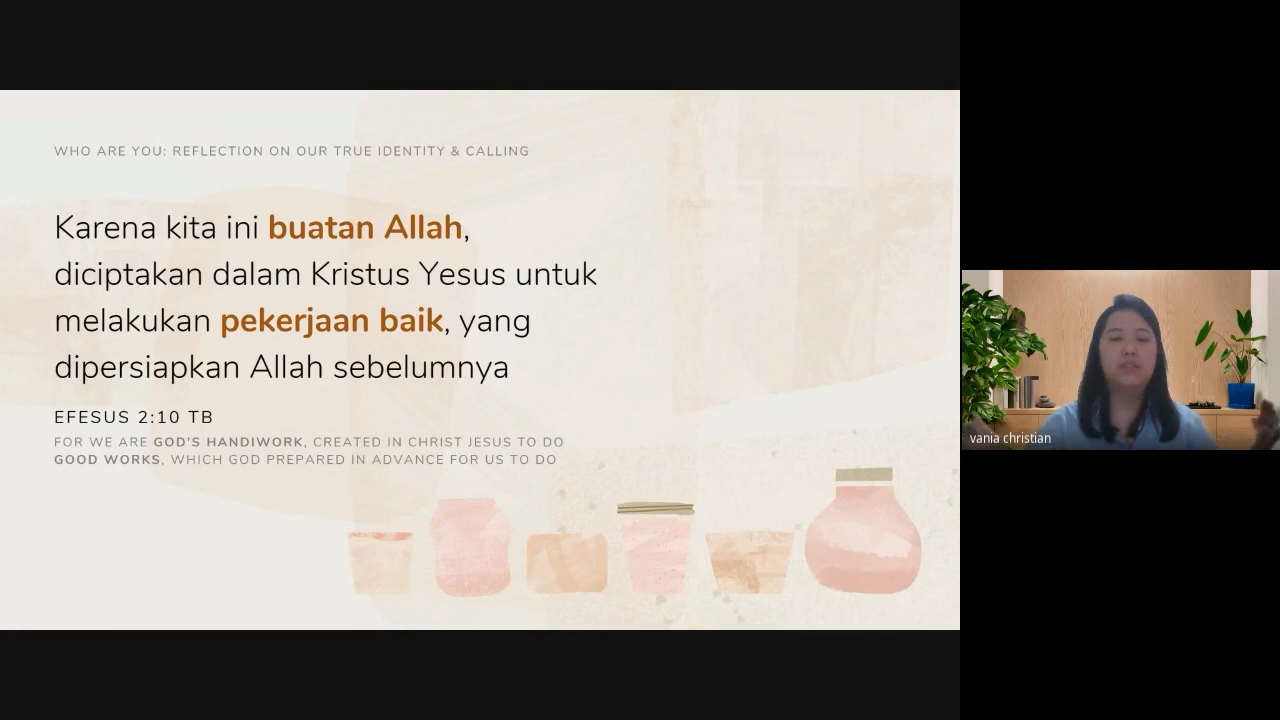 WHO ARE YOU: REFLECTION ON OUR TRUE IDENTITY & CALLING
Karena kita ini buatan Allah,
diciptakan dalam Kristus Yesus untuk
melakukan pekerjaan baik, yang
dipersiapkan Allah sebelumnya
EFESUS 2:10 TB
FOR WE ARE GOD'S HANDIWORK, CREATED IN CHRIST JESUS TO DO
GOOD WORKS, WHICH GOD PREPARED IN ADVANCE FOR US TO DO
vania christian